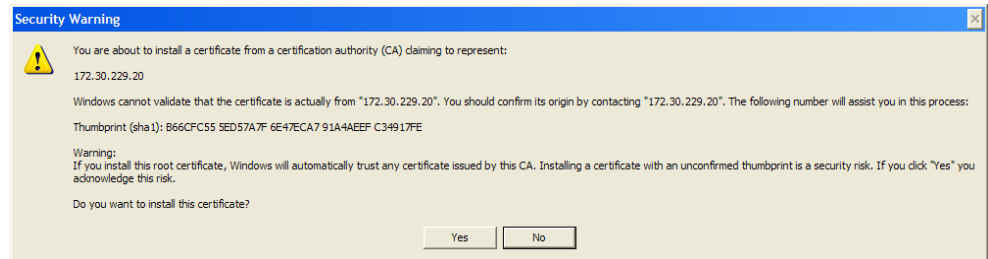 Security Warning
You are about to install a certificate from a certification authority (CA) claiming to represent:
172.30.229.20
Windows cannot validate that the certificate is actually from "172.30.229.20". You should confirm its origin by contacting "172.30.229.20". The following number will assist you in this process:
Thumbprint (sha1): B66CFC55 5ED57A7F 6E47ECA7 91A4AEEF C34917FE
Warning:
If you install this root certificate, Windows will automatically trust any certificate issued by this CA. Installing a certificate with an unconfirmed thumbprint is a security risk. If you click "Yes" you
acknowledge this risk.
Do you want to install this certificate?
Yes No